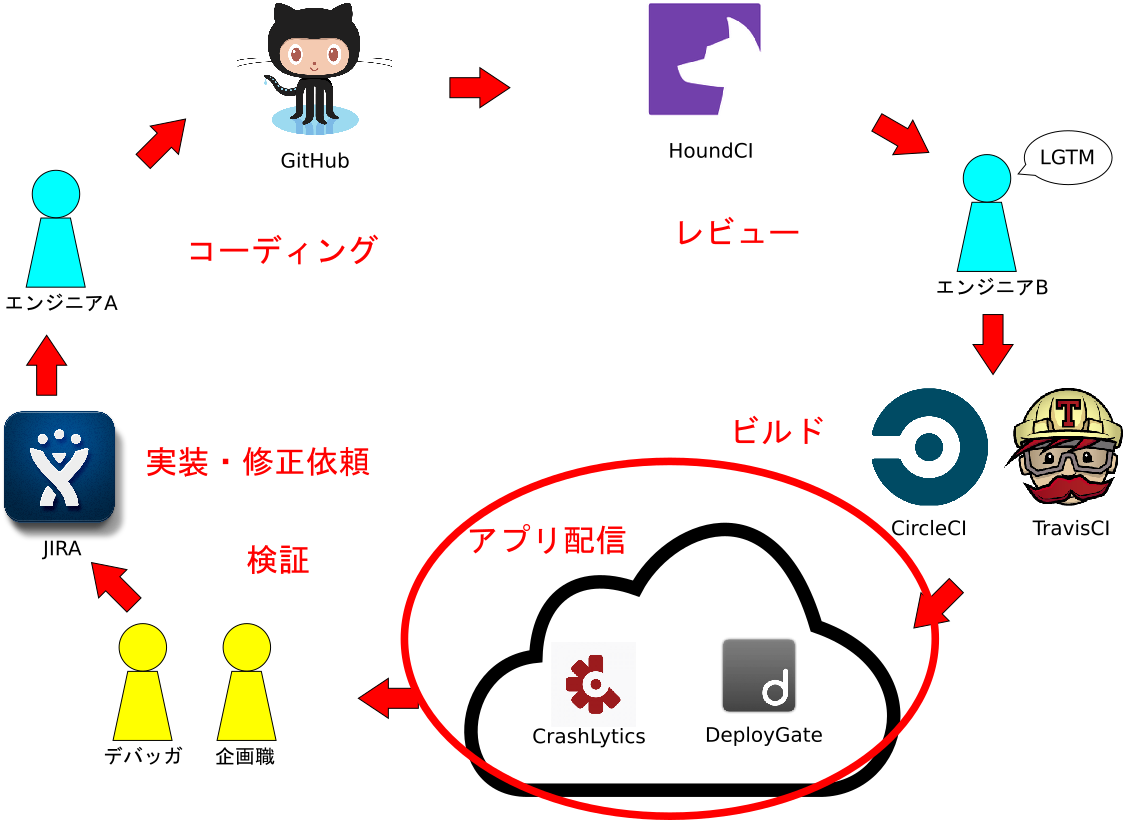 GitHub
HoundCI
LGTM
コーディング
レビュー
エンジニアA
エンジニアB
ビルド
実装・修正依頼
T
CircleCI
TravisCI
アプリ配信
JIRA
検証
d
CrashLytics
DeployGate
デバッガ
企画職